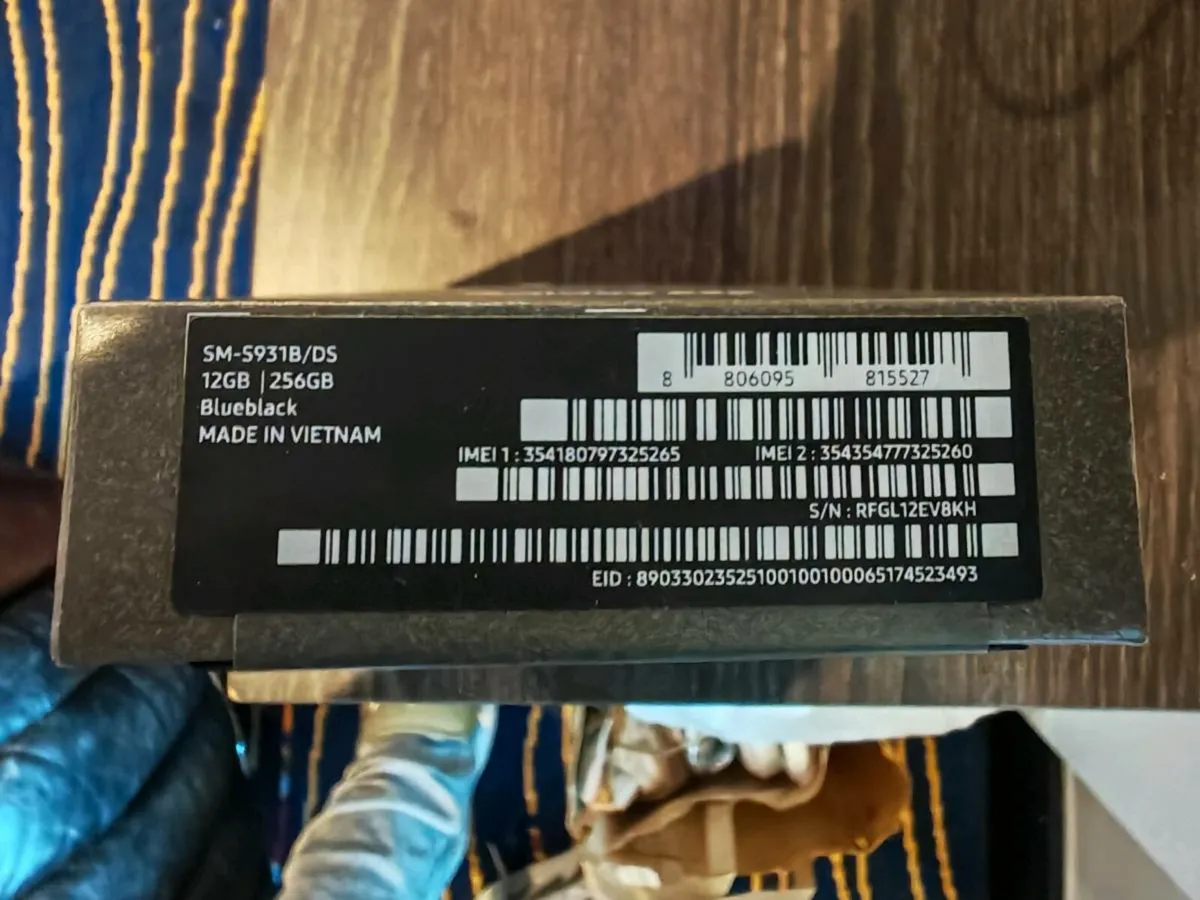 SM-S931B/DS
12GB | 256GB
Blueblack
MADE IN VIETNAM
8 806095 815527
IMEI 1 : 354180797325265 IMEI 2 : 354354777325260
S/N : RFGL12EV8KH
EID : 89033023525100100100065174523493